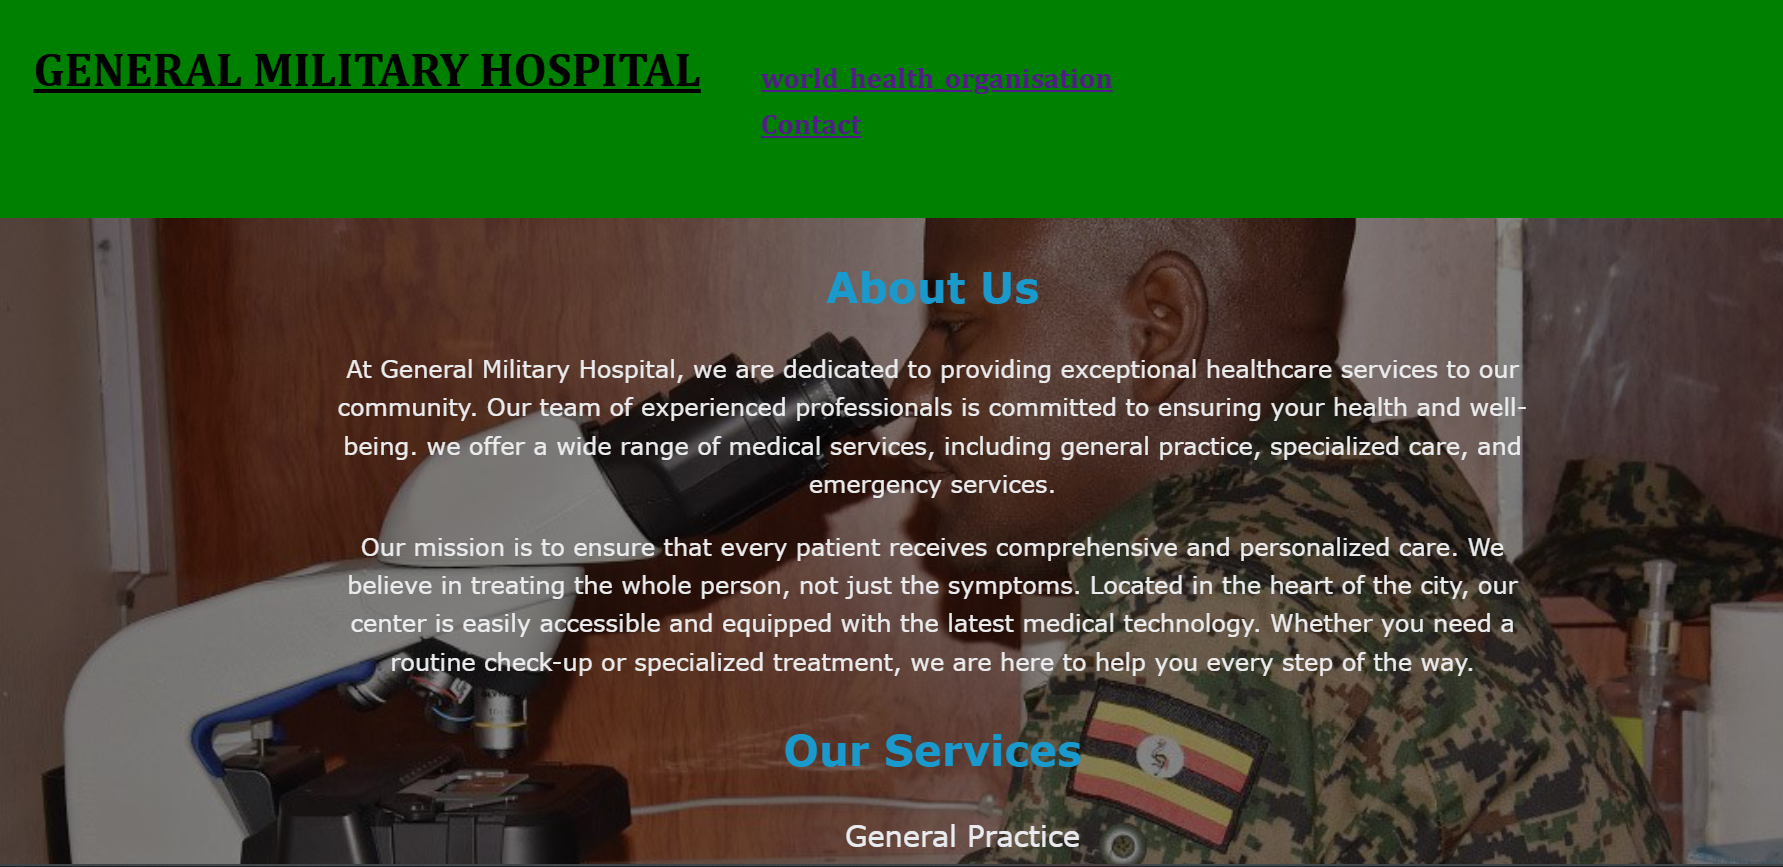 GENERAL MILITARY HOSPITAL
world_health_organisation
Contact
About Us
At General Military Hospital, we are dedicated to providing exceptional healthcare services to our
community. Our team of experienced professionals is committed to ensuring your health and well-
being. we offer a wide range of medical services, including general practice, specialized care, and
emergency services.
Our mission is to ensure that every patient receives comprehensive and personalized care. We
believe in treating the whole person, not just the symptoms. Located in the heart of the city, our
center is easily accessible and equipped with the latest medical technology. Whether you need a
routine check-up or specialized treatment, we are here to help you every step of the way.
Our Services
General Practice